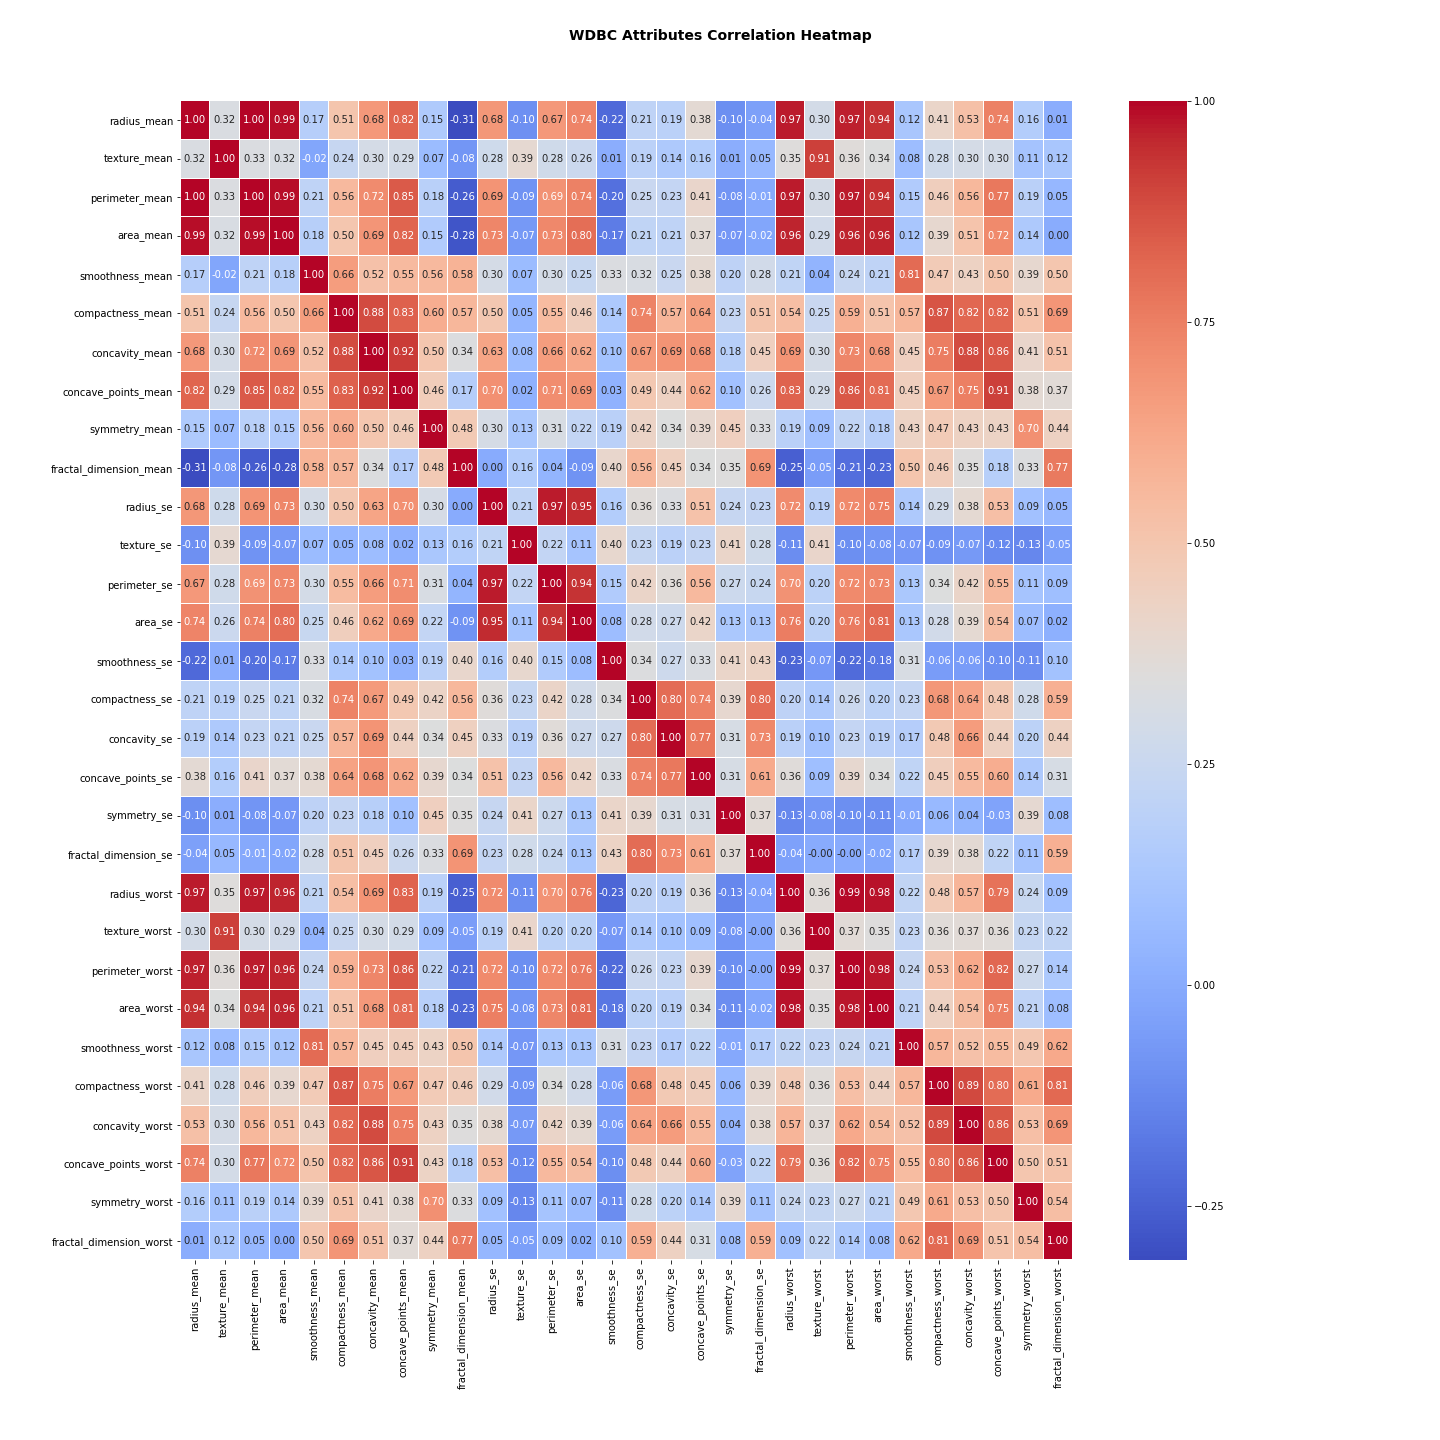 WDBC Attributes Correlation Heatmap
radius_mean 1.00 0.32 1.00 0.99 0.17 0.51 0.68 0.82 0.15 -0.31 0.68 -0.10 0.67 0.74 -0.22 0.21 0.19 0.38 -0.10 -0.04 0.97 0.30 0.97 0.94 0.12 0.41 0.53 0.74 0.16 0.01 1.00
texture_mean 0.32 1.00 0.33 0.32 -0.02 0.24 0.30 0.29 0.07 -0.08 0.28 0.39 0.28 0.26 0.01 0.19 0.14 0.16 0.01 0.05 0.35 0.91 0.36 0.34 0.08 0.28 0.30 0.30 0.11 0.12
perimeter_mean 1.00 0.33 1.00 0.99 0.21 0.56 0.72 0.85 0.18 -0.26 0.69 -0.09 0.69 0.74 -0.20 0.25 0.23 0.41 -0.08 -0.01 0.97 0.30 0.97 0.94 0.15 0.46 0.56 0.77 0.19 0.05
area_mean 0.99 0.32 0.99 1.00 0.18 0.50 0.69 0.82 0.15 -0.28 0.73 -0.07 0.73 0.80 -0.17 0.21 0.21 0.37 -0.07 -0.02 0.96 0.29 0.96 0.96 0.12 0.39 0.51 0.72 0.14 0.00
smoothness_mean 0.17 -0.02 0.21 0.18 1.00 0.66 0.52 0.55 0.56 0.58 0.30 0.07 0.30 0.25 0.33 0.32 0.25 0.38 0.20 0.28 0.21 0.04 0.24 0.21 0.81 0.47 0.43 0.50 0.39 0.50
compactness_mean 0.51 0.24 0.56 0.50 0.66 1.00 0.88 0.83 0.60 0.57 0.50 0.05 0.55 0.46 0.14 0.74 0.57 0.64 0.23 0.51 0.54 0.25 0.59 0.51 0.57 0.87 0.82 0.82 0.51 0.69
0.75
concavity_mean 0.68 0.30 0.72 0.69 0.52 0.88 1.00 0.92 0.50 0.34 0.63 0.08 0.66 0.62 0.10 0.67 0.69 0.68 0.18 0.45 0.69 0.30 0.73 0.68 0.45 0.75 0.88 0.86 0.41 0.51
concave_points_mean 0.82 0.29 0.85 0.82 0.55 0.83 0.92 1.00 0.46 0.17 0.70 0.02 0.71 0.69 0.03 0.49 0.44 0.62 0.10 0.26 0.83 0.29 0.86 0.81 0.45 0.67 0.75 0.91 0.38 0.37
symmetry_mean 0.15 0.07 0.18 0.15 0.56 0.60 0.50 0.46 1.00 0.48 0.30 0.13 0.31 0.22 0.19 0.42 0.34 0.39 0.45 0.33 0.19 0.09 0.22 0.18 0.43 0.47 0.43 0.43 0.70 0.44
fractal_dimension_mean -0.31 -0.08 -0.26 -0.28 0.58 0.57 0.34 0.17 0.48 1.00 0.00 0.16 0.04 -0.09 0.40 0.56 0.45 0.34 0.35 0.69 -0.25 -0.05 -0.21 -0.23 0.50 0.46 0.35 0.18 0.33 0.77
radius_se 0.68 0.28 0.69 0.73 0.30 0.50 0.63 0.70 0.30 0.00 1.00 0.21 0.97 0.95 0.16 0.36 0.33 0.51 0.24 0.23 0.72 0.19 0.72 0.75 0.14 0.29 0.38 0.53 0.09 0.05
texture_se -0.10 0.39 -0.09 -0.07 0.07 0.05 0.08 0.02 0.13 0.16 0.21 1.00 0.22 0.11 0.40 0.23 0.19 0.23 0.41 0.28 -0.11 0.41 -0.10 -0.08 -0.07 -0.09 -0.07 -0.12 -0.13 -0.05 0.50
perimeter_se 0.67 0.28 0.69 0.73 0.30 0.55 0.66 0.71 0.31 0.04 0.97 0.22 1.00 0.94 0.15 0.42 0.36 0.56 0.27 0.24 0.70 0.20 0.72 0.73 0.13 0.34 0.42 0.55 0.11 0.09
area_se 0.74 0.26 0.74 0.80 0.25 0.46 0.62 0.69 0.22 -0.09 0.95 0.11 0.94 1.00 0.08 0.28 0.27 0.42 0.13 0.13 0.76 0.20 0.76 0.81 0.13 0.28 0.39 0.54 0.07 0.02
smoothness_se -0.22 0.01 -0.20 -0.17 0.33 0.14 0.10 0.03 0.19 0.40 0.16 0.40 0.15 0.08 1.00 0.34 0.27 0.33 0.41 0.43 -0.23 -0.07 -0.22 -0.18 0.31 -0.06 -0.06 -0.10 -0.11 0.10
compactness_se 0.21 0.19 0.25 0.21 0.32 0.74 0.67 0.49 0.42 0.56 0.36 0.23 0.42 0.28 0.34 1.00 0.80 0.74 0.39 0.80 0.20 0.14 0.26 0.20 0.23 0.68 0.64 0.48 0.28 0.59
concavity_se 0.19 0.14 0.23 0.21 0.25 0.57 0.69 0.44 0.34 0.45 0.33 0.19 0.36 0.27 0.27 0.80 1.00 0.77 0.31 0.73 0.19 0.10 0.23 0.19 0.17 0.48 0.66 0.44 0.20 0.44
0.25
concave_points_se 0.38 0.16 0.41 0.37 0.38 0.64 0.68 0.62 0.39 0.34 0.51 0.23 0.56 0.42 0.33 0.74 0.77 1.00 0.31 0.61 0.36 0.09 0.39 0.34 0.22 0.45 0.55 0.60 0.14 0.31
symmetry_se -0.10 0.01 -0.08 -0.07 0.20 0.23 0.18 0.10 0.45 0.35 0.24 0.41 0.27 0.13 0.41 0.39 0.31 0.31 1.00 0.37 -0.13 -0.08 -0.10 -0.11 -0.01 0.06 0.04 -0.03 0.39 0.08
fractal_dimension_se -0.04 0.05 -0.01 -0.02 0.28 0.51 0.45 0.26 0.33 0.69 0.23 0.28 0.24 0.13 0.43 0.80 0.73 0.61 0.37 1.00 -0.04 -0.00 -0.00 -0.02 0.17 0.39 0.38 0.22 0.11 0.59
radius_worst 0.97 0.35 0.97 0.96 0.21 0.54 0.69 0.83 0.19 -0.25 0.72 -0.11 0.70 0.76 -0.23 0.20 0.19 0.36 -0.13 -0.04 1.00 0.36 0.99 0.98 0.22 0.48 0.57 0.79 0.24 0.09
texture_worst 0.30 0.91 0.30 0.29 0.04 0.25 0.30 0.29 0.09 -0.05 0.19 0.41 0.20 0.20 -0.07 0.14 0.10 0.09 -0.08 -0.00 0.36 1.00 0.37 0.35 0.23 0.36 0.37 0.36 0.23 0.22
perimeter_worst 0.97 0.36 0.97 0.96 0.24 0.59 0.73 0.86 0.22 -0.21 0.72 -0.10 0.72 0.76 -0.22 0.26 0.23 0.39 -0.10 -0.00 0.99 0.37 1.00 0.98 0.24 0.53 0.62 0.82 0.27 0.14
0.00
area_worst 0.94 0.34 0.94 0.96 0.21 0.51 0.68 0.81 0.18 -0.23 0.75 -0.08 0.73 0.81 -0.18 0.20 0.19 0.34 -0.11 -0.02 0.98 0.35 0.98 1.00 0.21 0.44 0.54 0.75 0.21 0.08
smoothness_worst 0.12 0.08 0.15 0.12 0.81 0.57 0.45 0.45 0.43 0.50 0.14 -0.07 0.13 0.13 0.31 0.23 0.17 0.22 -0.01 0.17 0.22 0.23 0.24 0.21 1.00 0.57 0.52 0.55 0.49 0.62
compactness_worst 0.41 0.28 0.46 0.39 0.47 0.87 0.75 0.67 0.47 0.46 0.29 -0.09 0.34 0.28 -0.06 0.68 0.48 0.45 0.06 0.39 0.48 0.36 0.53 0.44 0.57 1.00 0.89 0.80 0.61 0.81
concavity_worst 0.53 0.30 0.56 0.51 0.43 0.82 0.88 0.75 0.43 0.35 0.38 -0.07 0.42 0.39 -0.06 0.64 0.66 0.55 0.04 0.38 0.57 0.37 0.62 0.54 0.52 0.89 1.00 0.86 0.53 0.69
concave_points_worst 0.74 0.30 0.77 0.72 0.50 0.82 0.86 0.91 0.43 0.18 0.53 -0.12 0.55 0.54 -0.10 0.48 0.44 0.60 -0.03 0.22 0.79 0.36 0.82 0.75 0.55 0.80 0.86 1.00 0.50 0.51
symmetry_worst 0.16 0.11 0.19 0.14 0.39 0.51 0.41 0.38 0.70 0.33 0.09 -0.13 0.11 0.07 -0.11 0.28 0.20 0.14 0.39 0.11 0.24 0.23 0.27 0.21 0.49 0.61 0.53 0.50 1.00 0.54
−0.25
fractal_dimension_worst 0.01 0.12 0.05 0.00 0.50 0.69 0.51 0.37 0.44 0.77 0.05 -0.05 0.09 0.02 0.10 0.59 0.44 0.31 0.08 0.59 0.09 0.22 0.14 0.08 0.62 0.81 0.69 0.51 0.54 1.00
radius_mean
texture_mean
perimeter_mean
area_mean
smoothness_mean
compactness_mean
concavity_mean
concave_points_mean
symmetry_mean
fractal_dimension_mean
radius_se
texture_se
perimeter_se
area_se
smoothness_se
compactness_se
concavity_se
concave_points_se
symmetry_se
fractal_dimension_se
radius_worst
texture_worst
perimeter_worst
area_worst
smoothness_worst
compactness_worst
concavity_worst
concave_points_worst
symmetry_worst
fractal_dimension_worst